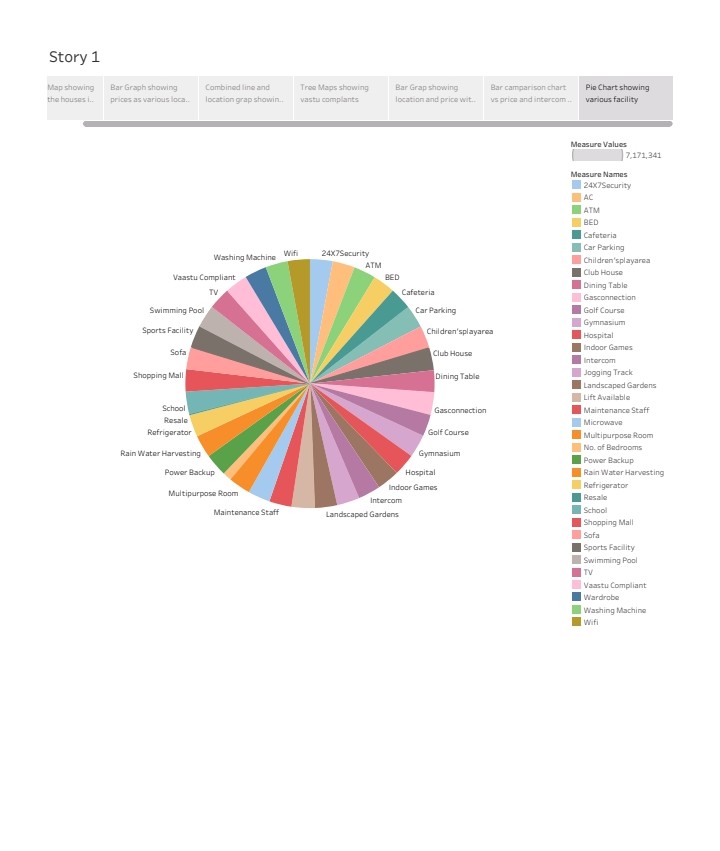 Story 1
Map showing
the houses i..
Bar Graph showing
prices as various loca...
Combined line and
location grap showin...
Tree Maps showing
vastu complants
Bar Grap showing
location and price wit...
Bar camparison chart
vs price and intercom ...
Pie Chart showing
various facility
Measure Values
7,171,341
Measure Names
24X7Security
AC
ATM
BED
Cafeteria
Car Parking
Children'splayarea
Club House
Dining Table
Gasconnection
Golf Course
Gymnasium
Hospital
Indoor Games
Intercom
Jogging Track
Landscaped Gardens
Lift Available
Maintenance Staff
Microwave
Multipurpose Room
No. of Bedrooms
Power Backup
Rain Water Harvesting
Refrigerator
Resale
School
Shopping Mall
Sofa
Sports Facility
Swimming Pool
TV
Vaastu Compliant
Wardrobe
Washing Machine
Wifi
Wifi
24X7Security
ATM
BED
Cafeteria
Car Parking
Children'splayarea
Club House
Dining Table
Gasconnection
Golf Course
Gymnasium
Hospital
Indoor Games
Intercom
Landscaped Gardens
Maintenance Staff
Multipurpose Room
Power Backup
Rain Water Harvesting
Refrigerator
Resale
School
Shopping Mall
Sofa
Sports Facility
Swimming Pool
TV
Vaastu Compliant
Washing Machine